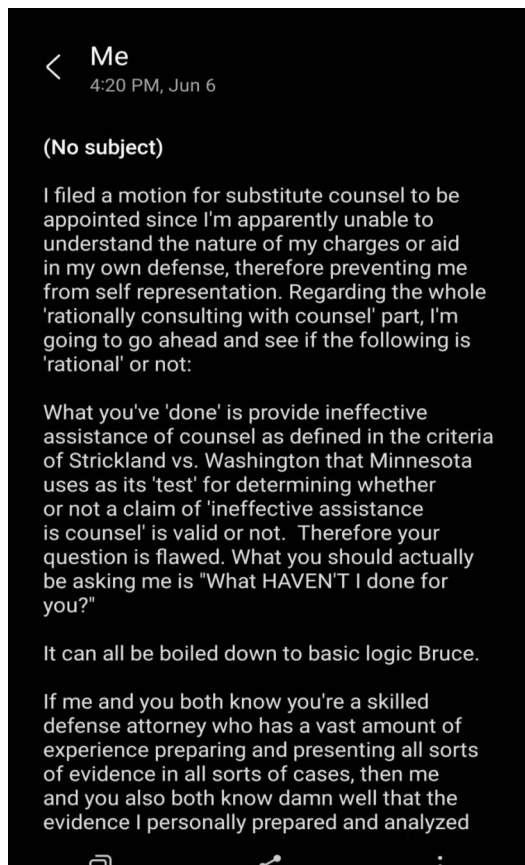 Me
4:20 PM, Jun 6
(No subject)
I filed a motion for substitute counsel to be
appointed since I'm apparently unable to
understand the nature of my charges or aid
in my own defense, therefore preventing me
from self representation. Regarding the whole
'rationally consulting with counsel' part, I'm
going to go ahead and see if the following is
'rational' or not:
What you've 'done' is provide ineffective
assistance of counsel as defined in the criteria
of Strickland vs. Washington that Minnesota
uses as its 'test' for determining whether
or not a claim of 'ineffective assistance
is counsel' is valid or not.  Therefore your
question is flawed. What you should actually
be asking me is "What HAVEN'T I done for
you?"
It can all be boiled down to basic logic Bruce.
If me and you both know you're a skilled
defense attorney who has a vast amount of
experience preparing and presenting all sorts
of evidence in all sorts of cases, then me
and you also both know damn well that the
evidence I personally prepared and analyzed